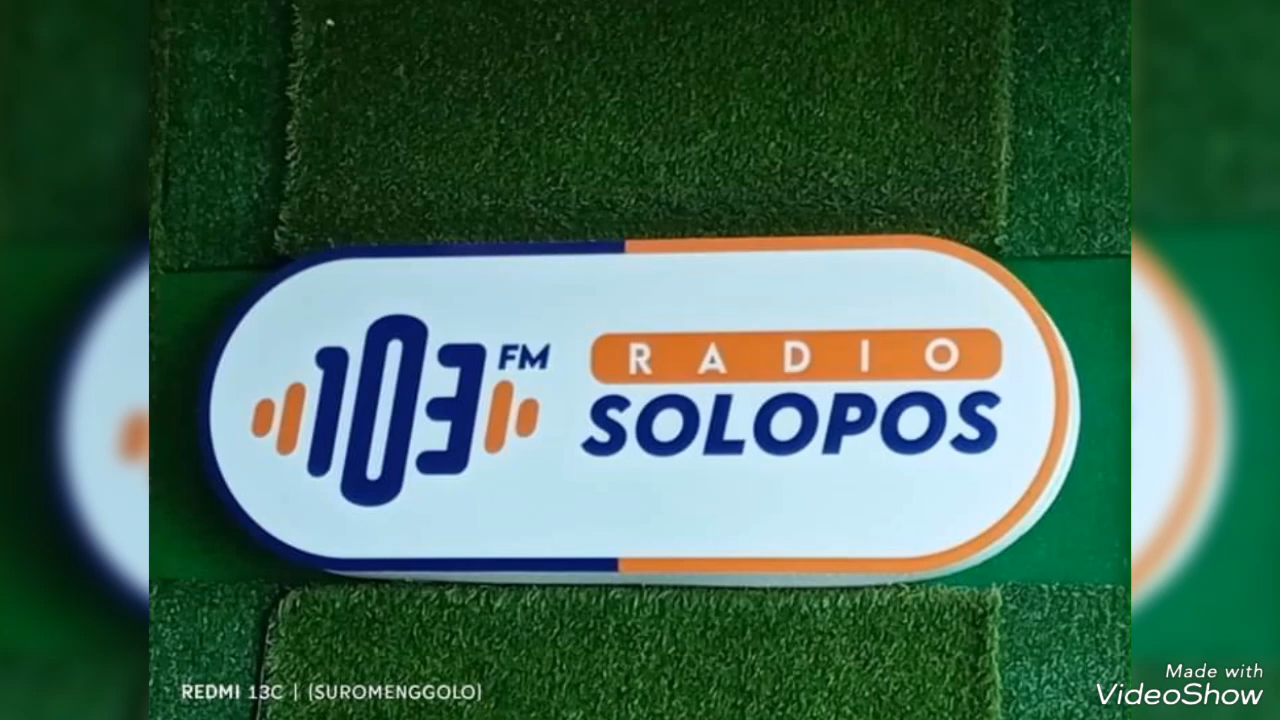 103 FM
RADIO
SOLOPOS
REDMI 13C | (SUROMENGGOLO)
Made with
VideoShow